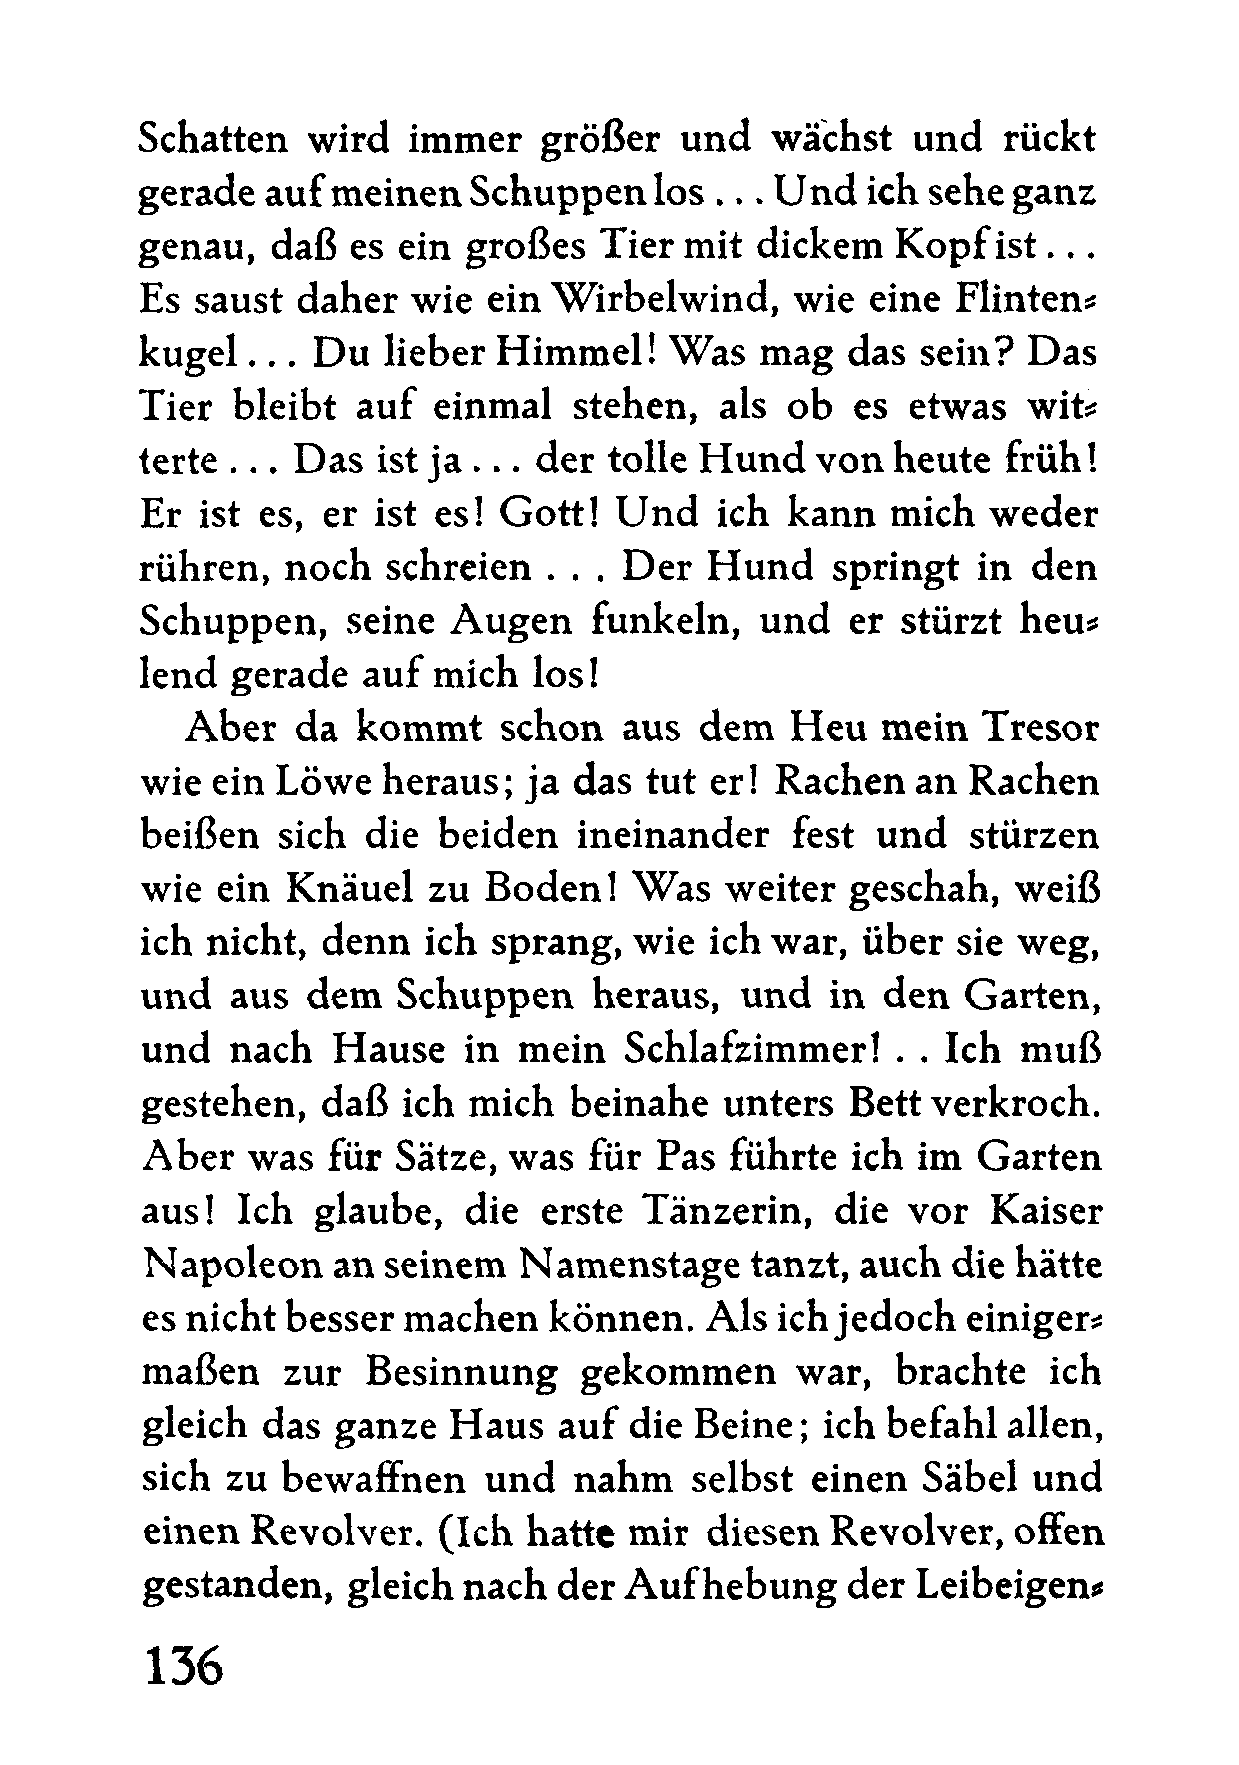 Schatten wird immer größer und wächst und rückt
gerade auf meinen Schuppen los . . . Und ich sehe ganz
genau, daß es ein großes Tier mit dickem Kopf ist . . .
Es saust daher wie ein Wirbelwind, wie eine Flinten⸗
kugel . . . Du lieber Himmel! Was mag das sein? Das
Tier bleibt auf einmal stehen, als ob es etwas wit⸗
terte . . . Das ist ja . . . der tolle Hund von heute früh!
Er ist es, er ist es! Gott! Und ich kann mich weder
rühren, noch schreien . . . Der Hund springt in den
Schuppen, seine Augen funkeln, und er stürzt heu⸗
lend gerade auf mich los!
Aber da kommt schon aus dem Heu mein Tresor
wie ein Löwe heraus; ja das tut er! Rachen an Rachen
beißen sich die beiden ineinander fest und stürzen
wie ein Knäuel zu Boden! Was weiter geschah, weiß
ich nicht, denn ich sprang, wie ich war, über sie weg,
und aus dem Schuppen heraus, und in den Garten,
und nach Hause in mein Schlafzimmer! . . Ich muß
gestehen, daß ich mich beinahe unters Bett verkroch.
Aber was für Sätze, was für Pas führte ich im Garten
aus! Ich glaube, die erste Tänzerin, die vor Kaiser
Napoleon an seinem Namenstage tanzt, auch die hätte
es nicht besser machen können. Als ich jedoch einiger⸗
maßen zur Besinnung gekommen war, brachte ich
gleich das ganze Haus auf die Beine; ich befahl allen,
sich zu bewaffnen und nahm selbst einen Säbel und
einen Revolver. (Ich hatte mir diesen Revolver, offen
gestanden, gleich nach der Aufhebung der Leibeigen⸗
136